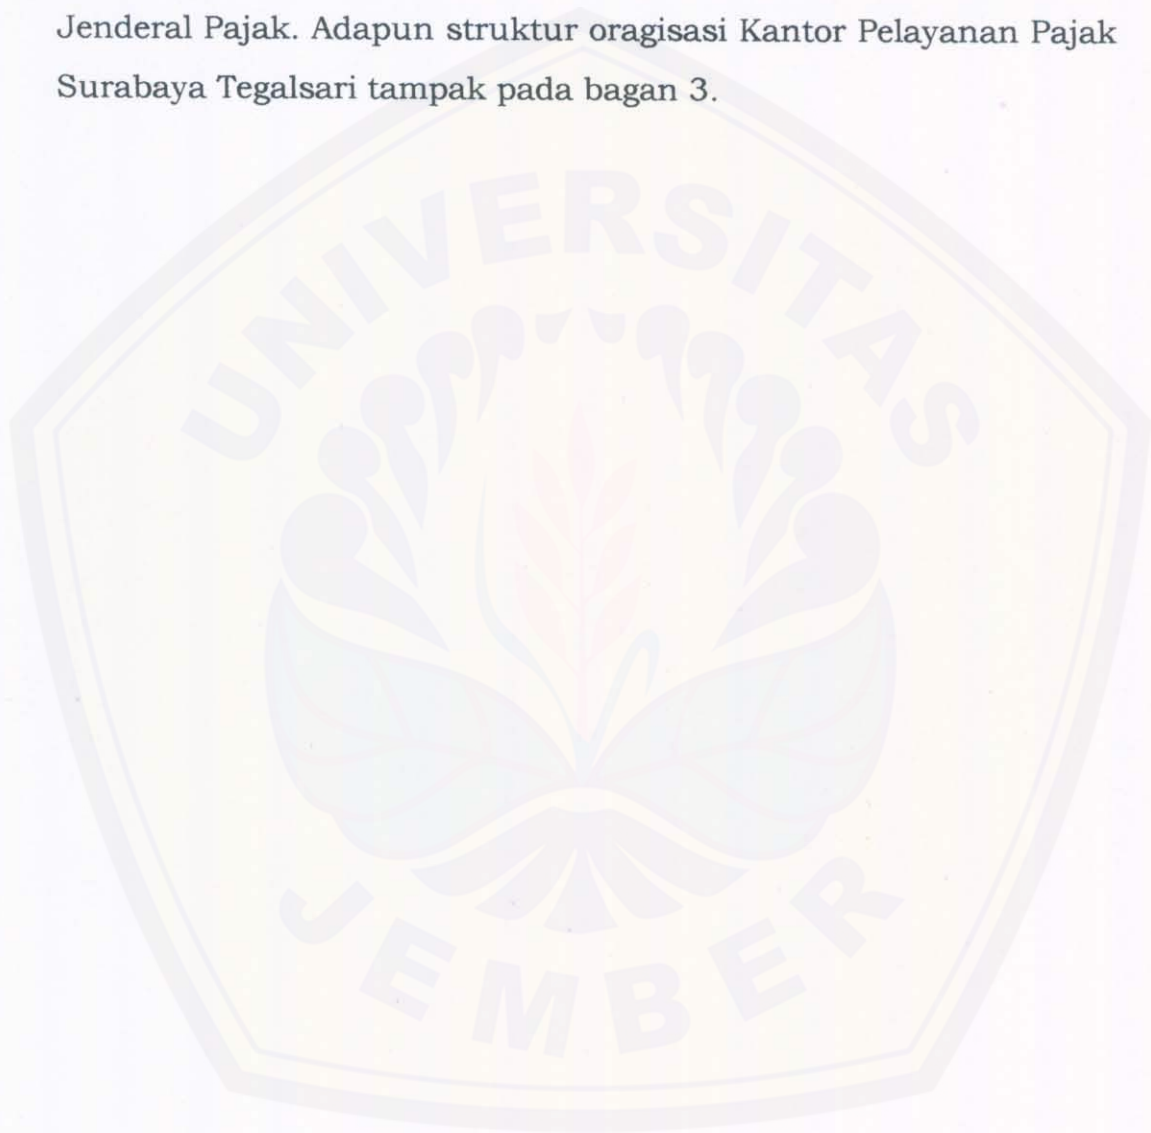 Jenderal Pajak. Adapun struktur oragisasi Kantor Pelayanan Pajak
Surabaya Tegalsari tampak pada bagan 3.
UNIVERSITAS
JEMBER